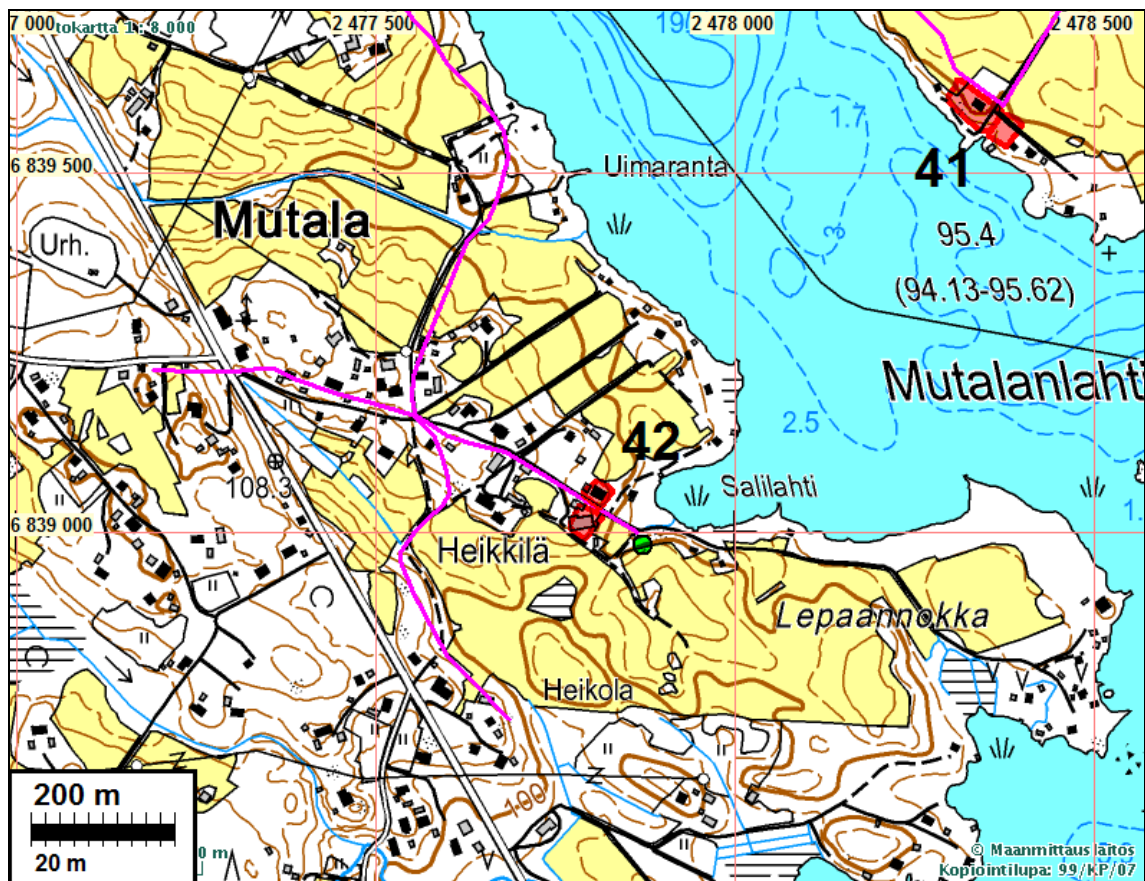 7 000
tokartta 1 : 8 000
2 477 500
2 478 000
2 478 500
19
1.7
6 839 500
Uimaranta
41
Mutala
3
95.4
Urh.
(94.13-95.62)
Mutalanlahti
2.5
42
108.3
Salilahti
1.
6 839 000
Heikkilä
Lepaannokka
Heikola
100
200 m
20 m
0 m
© Maanmittauslaitos
Kopiointilupa: 99/KP/07